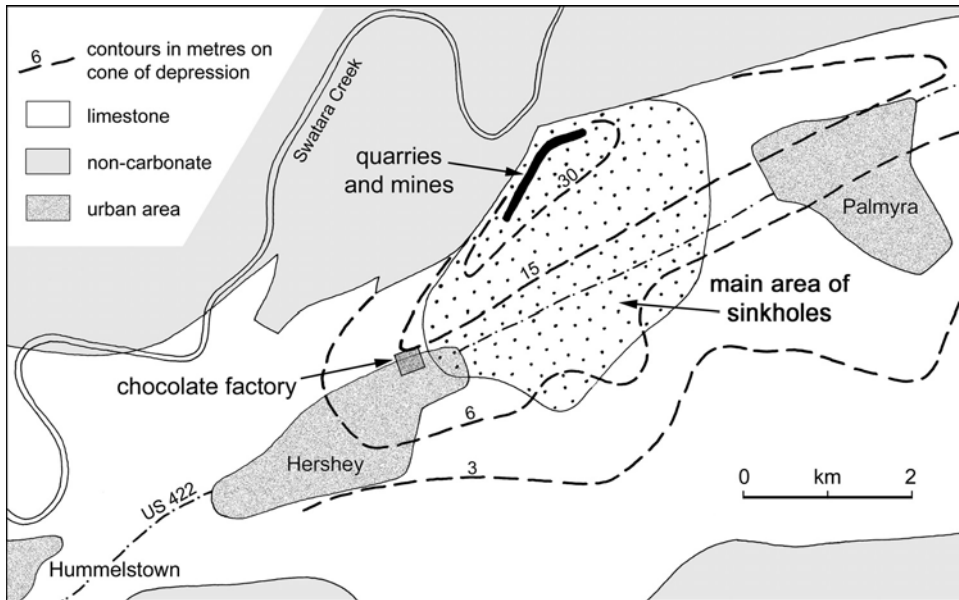 6
contours in metres on
cone of depression
limestone
non-carbonate
urban area
Swatara Creek
quarries
and mines
30
15
Palmyra
main area of
sinkholes
chocolate factory
6
Hershey
3
0 km 2
US 422
Hummelstown